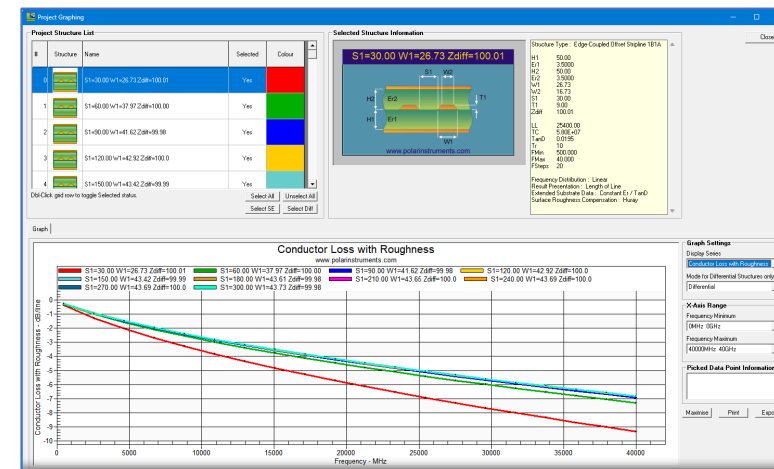 Project Graphing
Project Structure List
# Structure Name Selected Colour
0 S1=30.00 W1=26.73 Zdiff=100.01 Yes
1 S1=60.00 W1=37.97 Zdiff=100.00 Yes
2 S1=90.00 W1=41.62 Zdiff=99.98 Yes
3 S1=120.00 W1=42.92 Zdiff=100.0 Yes
4 S1=150.00 W1=43.42 Zdiff=99.99 Yes
Dbl-Click grid row to toggle Selected status.
Select All Unselect All
Select SE Select Diff
Selected Structure Information
S1=30.00 W1=26.73 Zdiff=100.01
S1 W2
H2 Er2 T1
H1 Er1
W1
www.polarinstruments.com
Structure Type : Edge-Coupled Offset Stripline 1B1A
H1 50.00
Er1 3.5000
H2 50.00
Er2 3.5000
W1 26.73
W2 16.73
S1 30.00
T1 9.00
Zdiff 100.01
LL 25400.00
TC 5.80E+07
TanD 0.0195
Tr 10
FMin 500.000
FMax 40.000
FSteps 20
Frequency Distribution : Linear
Result Presentation : Length of Line
Extended Substrate Data : Constant Er / TanD
Surface Roughness Compensation : Huray
Close
Graph
Conductor Loss with Roughness
www.polarinstruments.com
S1=30.00 W1=26.73 Zdiff=100.01 S1=60.00 W1=37.97 Zdiff=100.00 S1=90.00 W1=41.62 Zdiff=99.98 S1=120.00 W1=42.92 Zdiff=100.0
S1=150.00 W1=43.42 Zdiff=99.99 S1=180.00 W1=43.61 Zdiff=99.98 S1=210.00 W1=43.65 Zdiff=100.0 S1=240.00 W1=43.69 Zdiff=100.0
S1=270.00 W1=43.69 Zdiff=100.0 S1=300.00 W1=43.73 Zdiff=99.98
Conductor Loss with Roughness - dB/line
0
-1
-2
-3
-4
-5
-6
-7
-8
-9
-10
0 5000 10000 15000 20000 25000 30000 35000 40000
Frequency - MHz
Graph Settings
Display Series
Conductor Loss with Roughness
Mode for Differential Structures only
Differential
X-Axis Range
Frequency Minimum
0MHz 0GHz
Frequency Maximum
40000MHz 40GHz
Picked Data Point Information
Maximise Print Expo